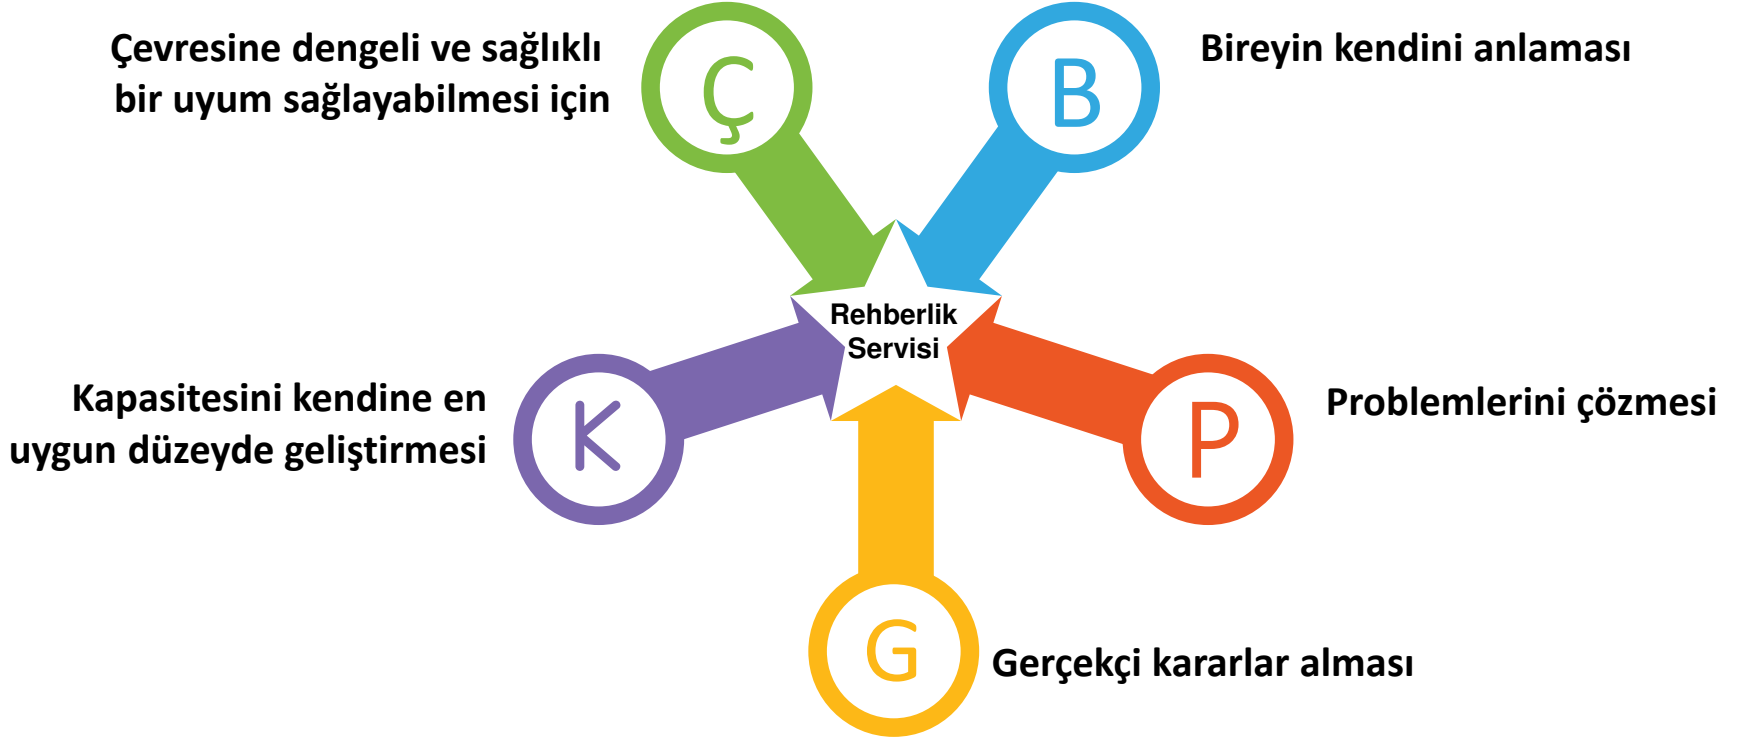 Çevresine dengeli ve sağlıklı
bir uyum sağlayabilmesi için
Ç
B
Bireyin kendini anlaması
Rehberlik
Servisi
Kapasitesini kendine en
uygun düzeyde geliştirmesi
K
P
Problemlerini çözmesi
G
Gerçekçi kararlar alması